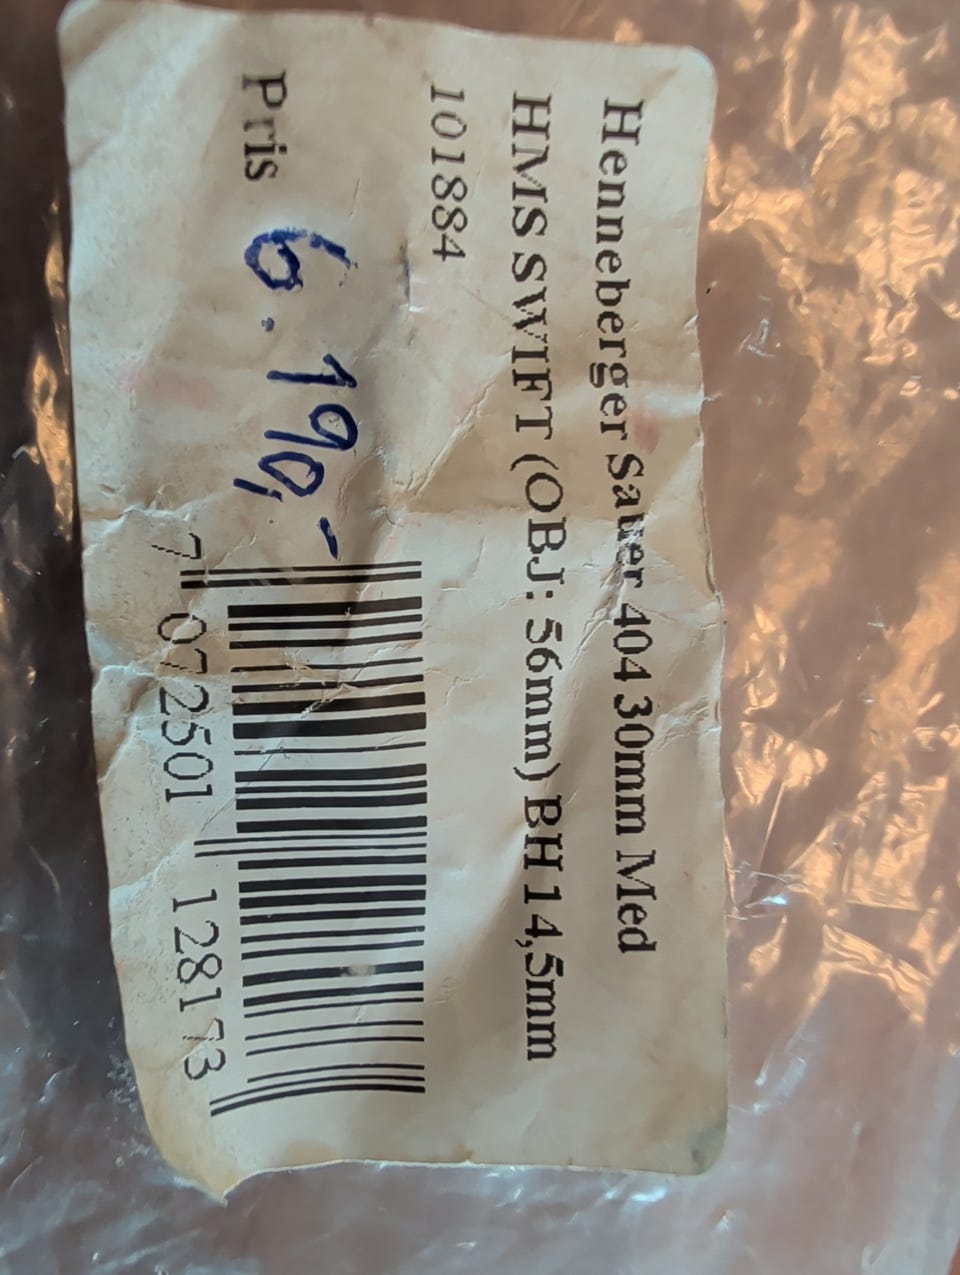 Henneberger Sauer 404 30mm Med
HMS SWIFT (OBJ: 56mm) BH 14,5mm
101884
Pris 6.190,-
7 072501 128173